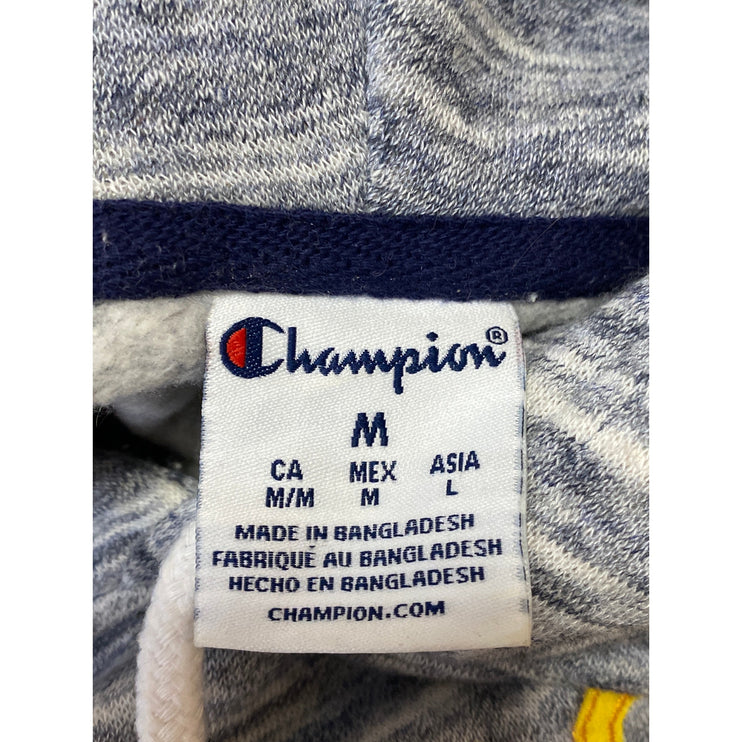 Champion®
M
CA MEX ASIA
M/M M L
MADE IN BANGLADESH
FABRIQUÉ AU BANGLADESH
HECHO EN BANGLADESH
CHAMPION.COM